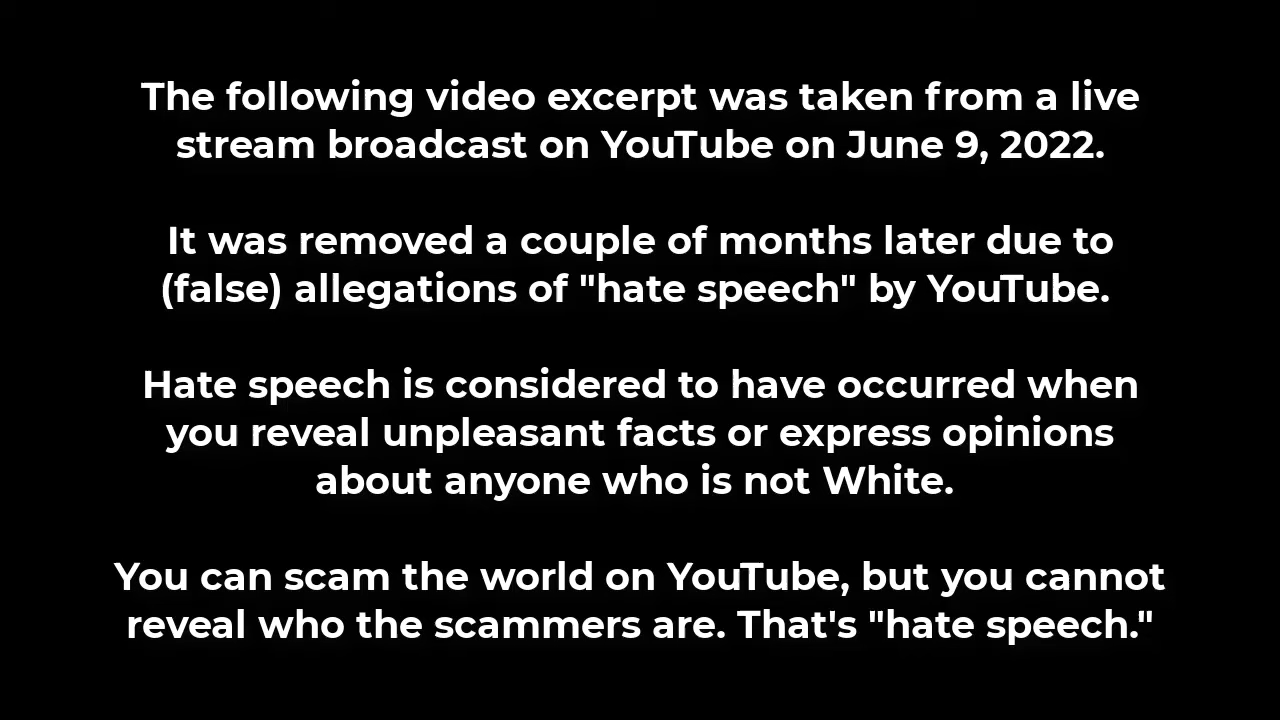 The following video excerpt was taken from a live
stream broadcast on YouTube on June 9, 2022.
It was removed a couple of months later due to
(false) allegations of "hate speech" by YouTube.
Hate speech is considered to have occurred when
you reveal unpleasant facts or express opinions
about anyone who is not White.
You can scam the world on YouTube, but you cannot
reveal who the scammers are. That's "hate speech."